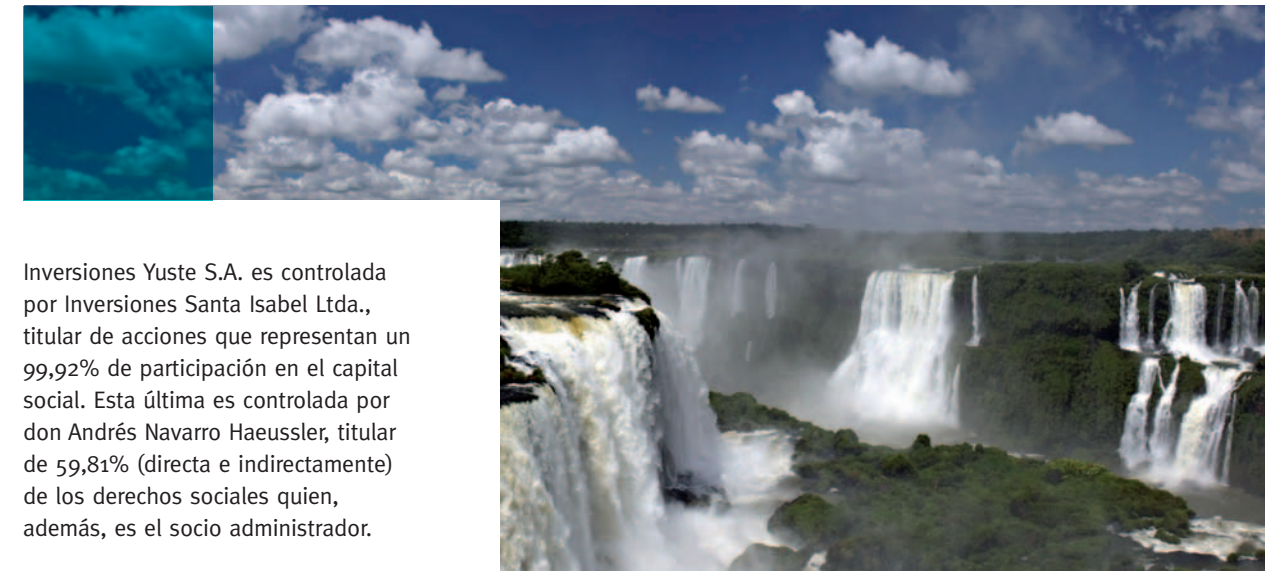 Inversiones Yuste S.A. es controlada
por Inversiones Santa Isabel Ltda.,
titular de acciones que representan un
99,92% de participación en el capital
social. Esta última es controlada por
don Andrés Navarro Haeussler, titular
de 59,81% (directa e indirectamente)
de los derechos sociales quien,
además, es el socio administrador.